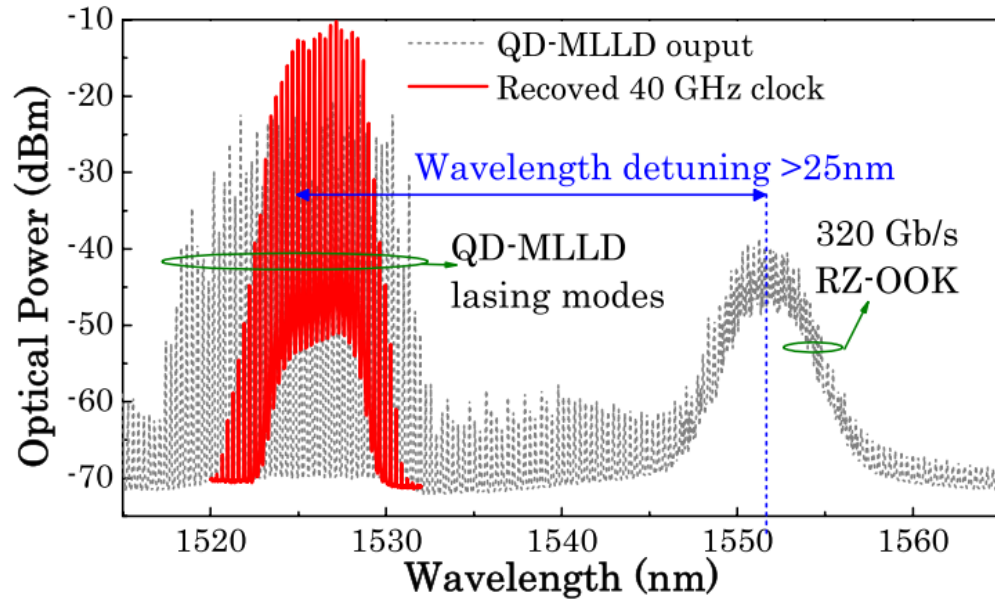 Optical Power (dBm)
-10
-20
-30
-40
-50
-60
-70
QD-MLLD ouput
Recoved 40 GHz clock
Wavelength detuning >25nm
QD-MLLD
lasing modes
320 Gb/s
RZ-OOK
1520
1530
1540
1550
1560
Wavelength (nm)